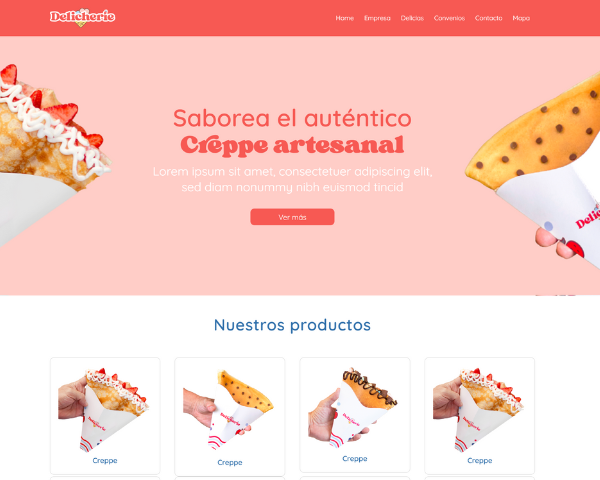 Delicherie
Home Empresa Delicias Convenios Contacto Mapa
Saborea el auténtico
Creppe artesanal
Lorem ipsum sit amet, consectetuer adipiscing elit,
sed diam nonummy nibh euismod tincid
Ver más
Nuestros productos
Creppe
Creppe
Creppe
Creppe